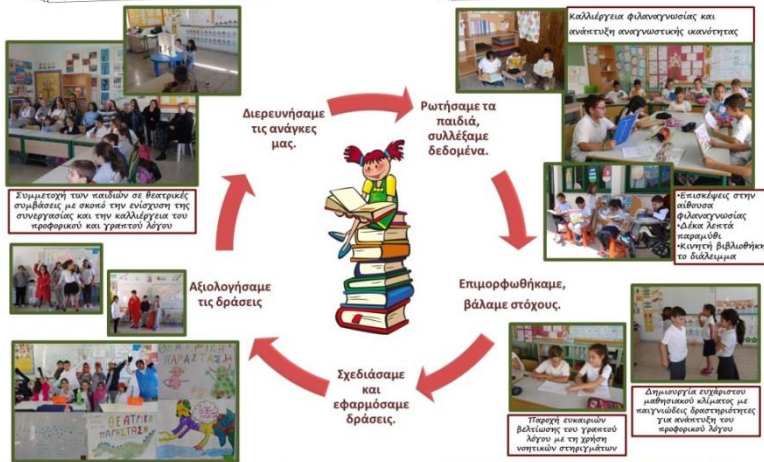 Καλλιέργεια φιλαναγνωσίας και
ανάπτυξη αναγνωστικής ικανότητας
Διερευνήσαμε
τις ανάγκες
μας.
Ρωτήσαμε τα
παιδιά,
συλλέξαμε
δεδομένα.
Συμμετοχή των παιδιών σε θεατρικές
συμβάσεις με σκοπό την ενίσχυση της
συνεργασίας και την καλλιέργεια του
προφορικού και γραπτού λόγου
•Επισκέψεις στην
αίθουσα
φιλαναγνωσίας
•Δέκα λεπτά
παραμύθι
•Κινητή βιβλιοθήκη
το διάλειμμα
Αξιολογήσαμε
τις δράσεις
Επιμορφωθήκαμε,
βάλαμε στόχους.
Σχεδιάσαμε
και
εφαρμόσαμε
δράσεις.
ΠΑΡΑΣΤΑΣΗ
ΘΕΑΤΡΙΚΗ
ΠΑΡΑΣΤΑΣΗ
Παροχή ευκαιριών
βελτίωσης του γραπτού
λόγου με τη χρήση
νοητικών στηριγμάτων
Δημιουργία ευχάριστου
μαθησιακού κλίματος με
παιγνιώδεις δραστηριότητες
για ανάπτυξη του
προφορικού λόγου